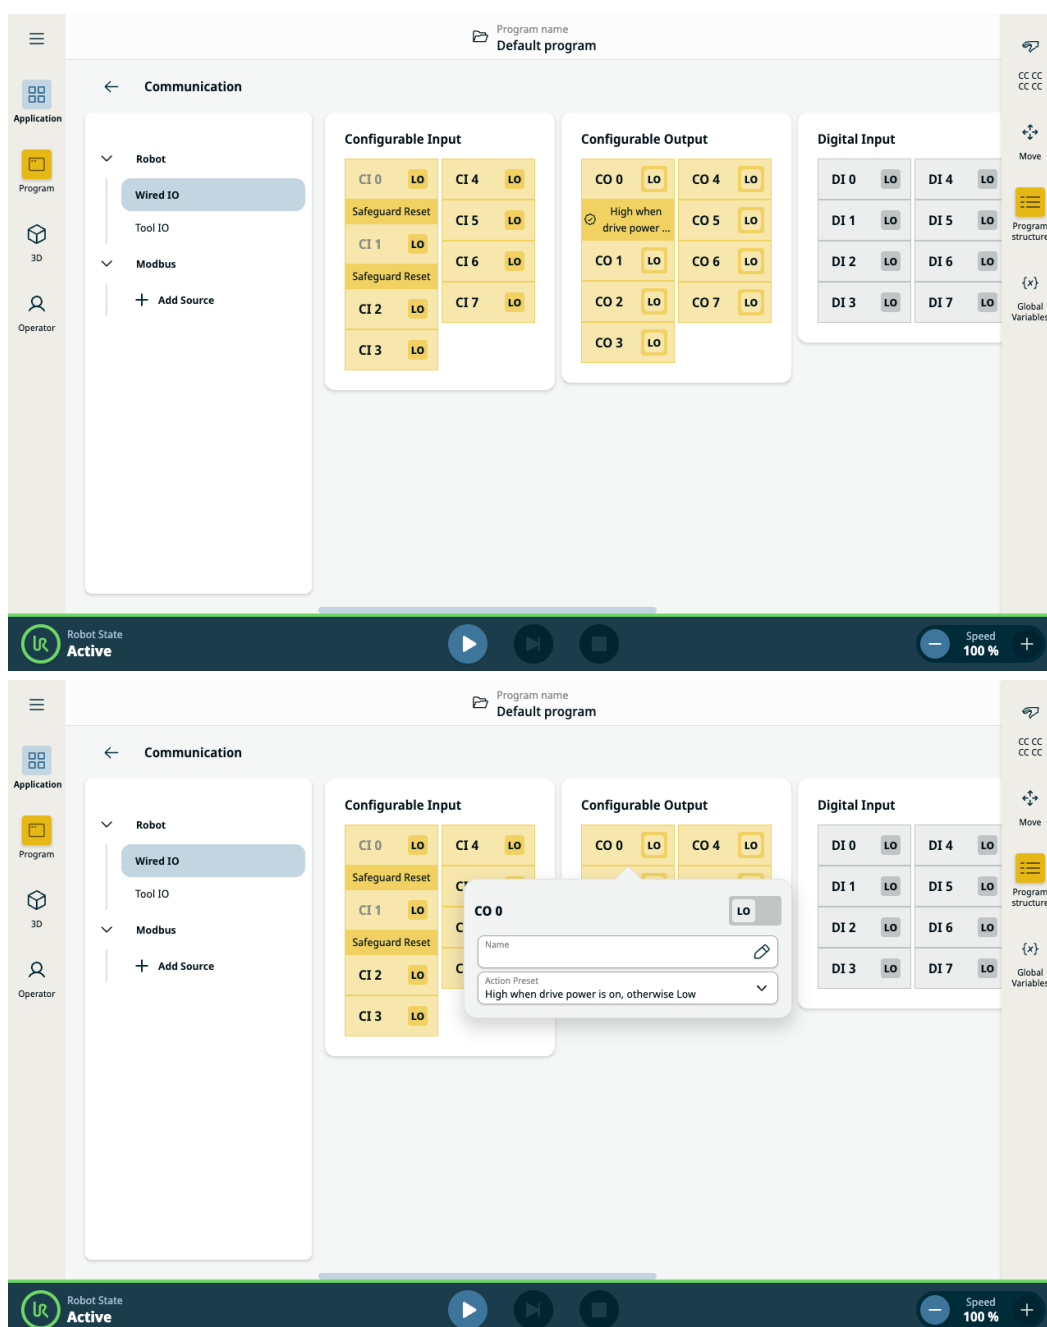 Program name
Default program
Application
Program
3D
Operator
Communication
Robot
Wired IO
Tool IO
Modbus
Add Source
Configurable Input
CI 0 LO CI 4 LO
Safeguard Reset
CI 5 LO
CI 1 LO
CI 6 LO
Safeguard Reset
CI 2 LO CI 7 LO
CI 3 LO
Configurable Output
CO 0 LO CO 4 LO
High when
drive power ...
CO 5 LO
CO 1 LO CO 6 LO
CO 2 LO CO 7 LO
CO 3 LO
Digital Input
DI 0 LO DI 4 LO
DI 1 LO DI 5 LO
DI 2 LO DI 6 LO
DI 3 LO DI 7 LO
CC CC
CC CC
Move
Program
structure
{x}
Global
Variables
UR
Robot State
Active
Speed
100 %
Program name
Default program
Application
Program
3D
Operator
Communication
Robot
Wired IO
Tool IO
Modbus
Add Source
Configurable Input
CI 0 LO CI 4 LO
Safeguard Reset
CI 1 LO
Safeguard Reset
CI 2 LO
CI 3 LO
Configurable Output
CO 0 LO CO 4 LO
CO 0 LO
Name
Action Preset
High when drive power is on, otherwise Low
Digital Input
DI 0 LO DI 4 LO
DI 1 LO DI 5 LO
DI 2 LO DI 6 LO
DI 3 LO DI 7 LO
CC CC
CC CC
Move
Program
structure
{x}
Global
Variables
UR
Robot State
Active
Speed
100 %